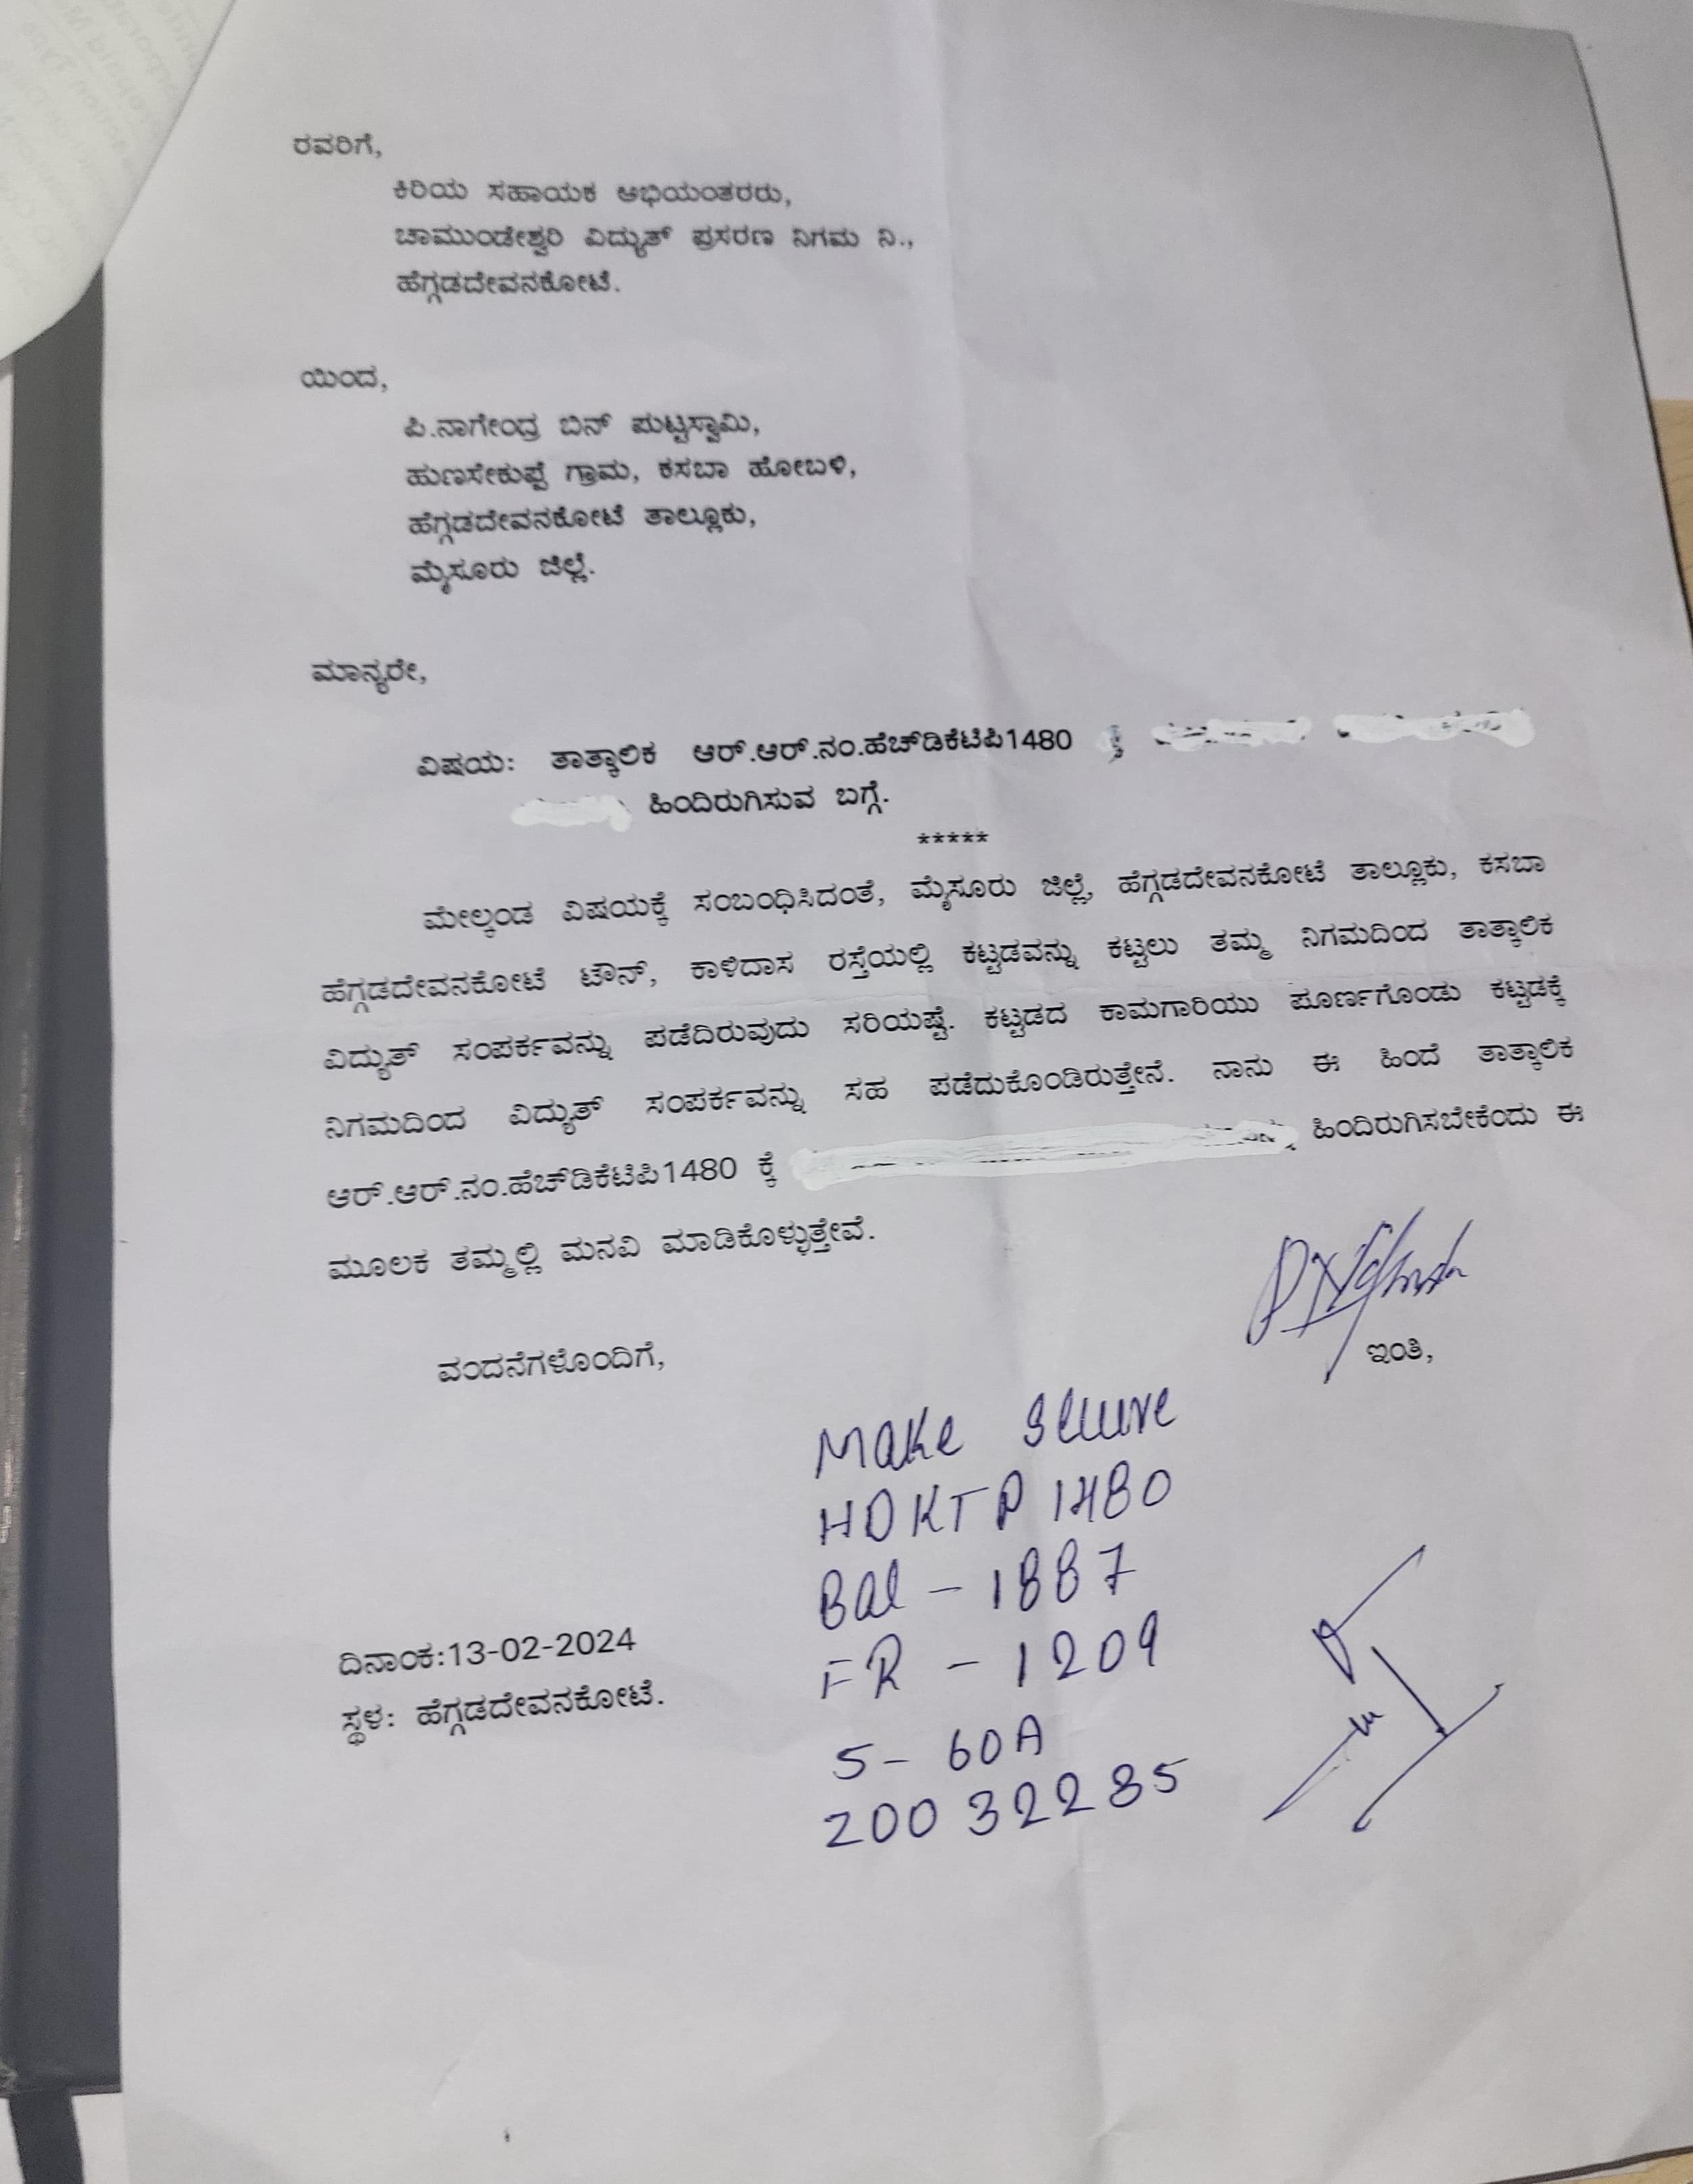 ರವರಿಗೆ,
ಕಿರಿಯ ಸಹಾಯಕ ಅಭಿಯಂತರರು,
ಚಾಮುಂಡೇಶ್ವರಿ ವಿದ್ಯುತ್ ಪ್ರಸರಣ ನಿಗಮ ನಿ.,
ಹೆಗ್ಗಡದೇವನಕೋಟೆ.
ಯಿಂದ,
ಪಿ.ನಾಗೇಂದ್ರ ಬಿನ್ ಪುಟ್ಟಸ್ವಾಮಿ,
ಹುಣಸೇಕುಪ್ಪೆ ಗ್ರಾಮ, ಕಸಬಾ ಹೋಬಳಿ,
ಹೆಗ್ಗಡದೇವನಕೋಟೆ ತಾಲ್ಲೂಕು,
ಮೈಸೂರು ಜಿಲ್ಲೆ.
ಮಾನ್ಯರೇ,
ವಿಷಯ: ತಾತ್ಕಾಲಿಕ ಆರ್.ಆರ್.ನಂ.ಹೆಚ್‌ಡಿಕೆಟಿಪಿ1480
ಹಿಂದಿರುಗಿಸುವ ಬಗ್ಗೆ.
*****
ಮೇಲ್ಕಂಡ ವಿಷಯಕ್ಕೆ ಸಂಬಂಧಿಸಿದಂತೆ, ಮೈಸೂರು ಜಿಲ್ಲೆ, ಹೆಗ್ಗಡದೇವನಕೋಟೆ ತಾಲ್ಲೂಕು, ಕಸಬಾ
ಹೆಗ್ಗಡದೇವನಕೋಟೆ ಟೌನ್, ಕಾಳಿದಾಸ ರಸ್ತೆಯಲ್ಲಿ ಕಟ್ಟಡವನ್ನು ಕಟ್ಟಲು ತಮ್ಮ ನಿಗಮದಿಂದ ತಾತ್ಕಾಲಿಕ
ವಿದ್ಯುತ್ ಸಂಪರ್ಕವನ್ನು ಪಡೆದಿರುವುದು ಸರಿಯಷ್ಟೆ. ಕಟ್ಟಡದ ಕಾಮಗಾರಿಯು ಪೂರ್ಣಗೊಂಡು ಕಟ್ಟಡಕ್ಕೆ
ನಿಗಮದಿಂದ ವಿದ್ಯುತ್ ಸಂಪರ್ಕವನ್ನು ಸಹ ಪಡೆದುಕೊಂಡಿರುತ್ತೇನೆ. ನಾನು ಈ ಹಿಂದೆ ತಾತ್ಕಾಲಿಕ
ಆರ್.ಆರ್.ನಂ.ಹೆಚ್‌ಡಿಕೆಟಿಪಿ1480 ಕ್ಕೆ ಹಿಂದಿರುಗಿಸಬೇಕೆಂದು ಈ
ಮೂಲಕ ತಮ್ಮಲ್ಲಿ ಮನವಿ ಮಾಡಿಕೊಳ್ಳುತ್ತೇವೆ.
ವಂದನೆಗಳೊಂದಿಗೆ,
ಇಂತಿ,
Make
HDKTP 1480
Bal - 1887
FR - 1209
5 - 60A
20032285
ದಿನಾಂಕ:13-02-2024
ಸ್ಥಳ: ಹೆಗ್ಗಡದೇವನಕೋಟೆ.